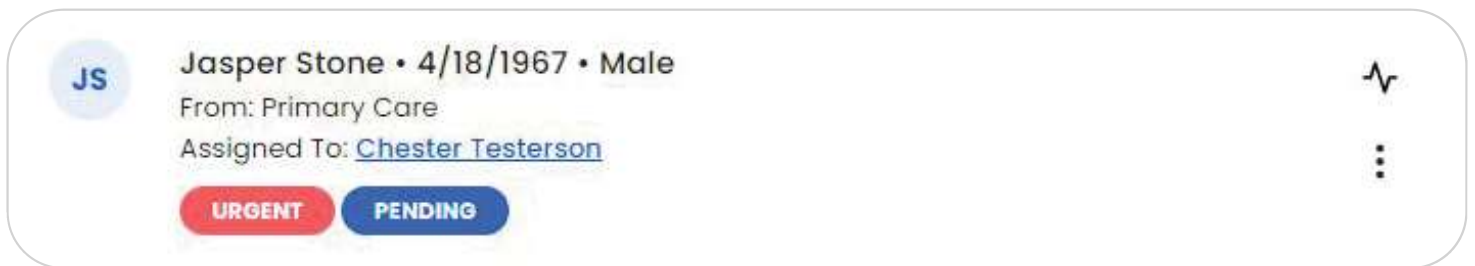 JS
Jasper Stone • 4/18/1967 • Male
From: Primary Care
Assigned To: Chester Testerson
URGENT PENDING